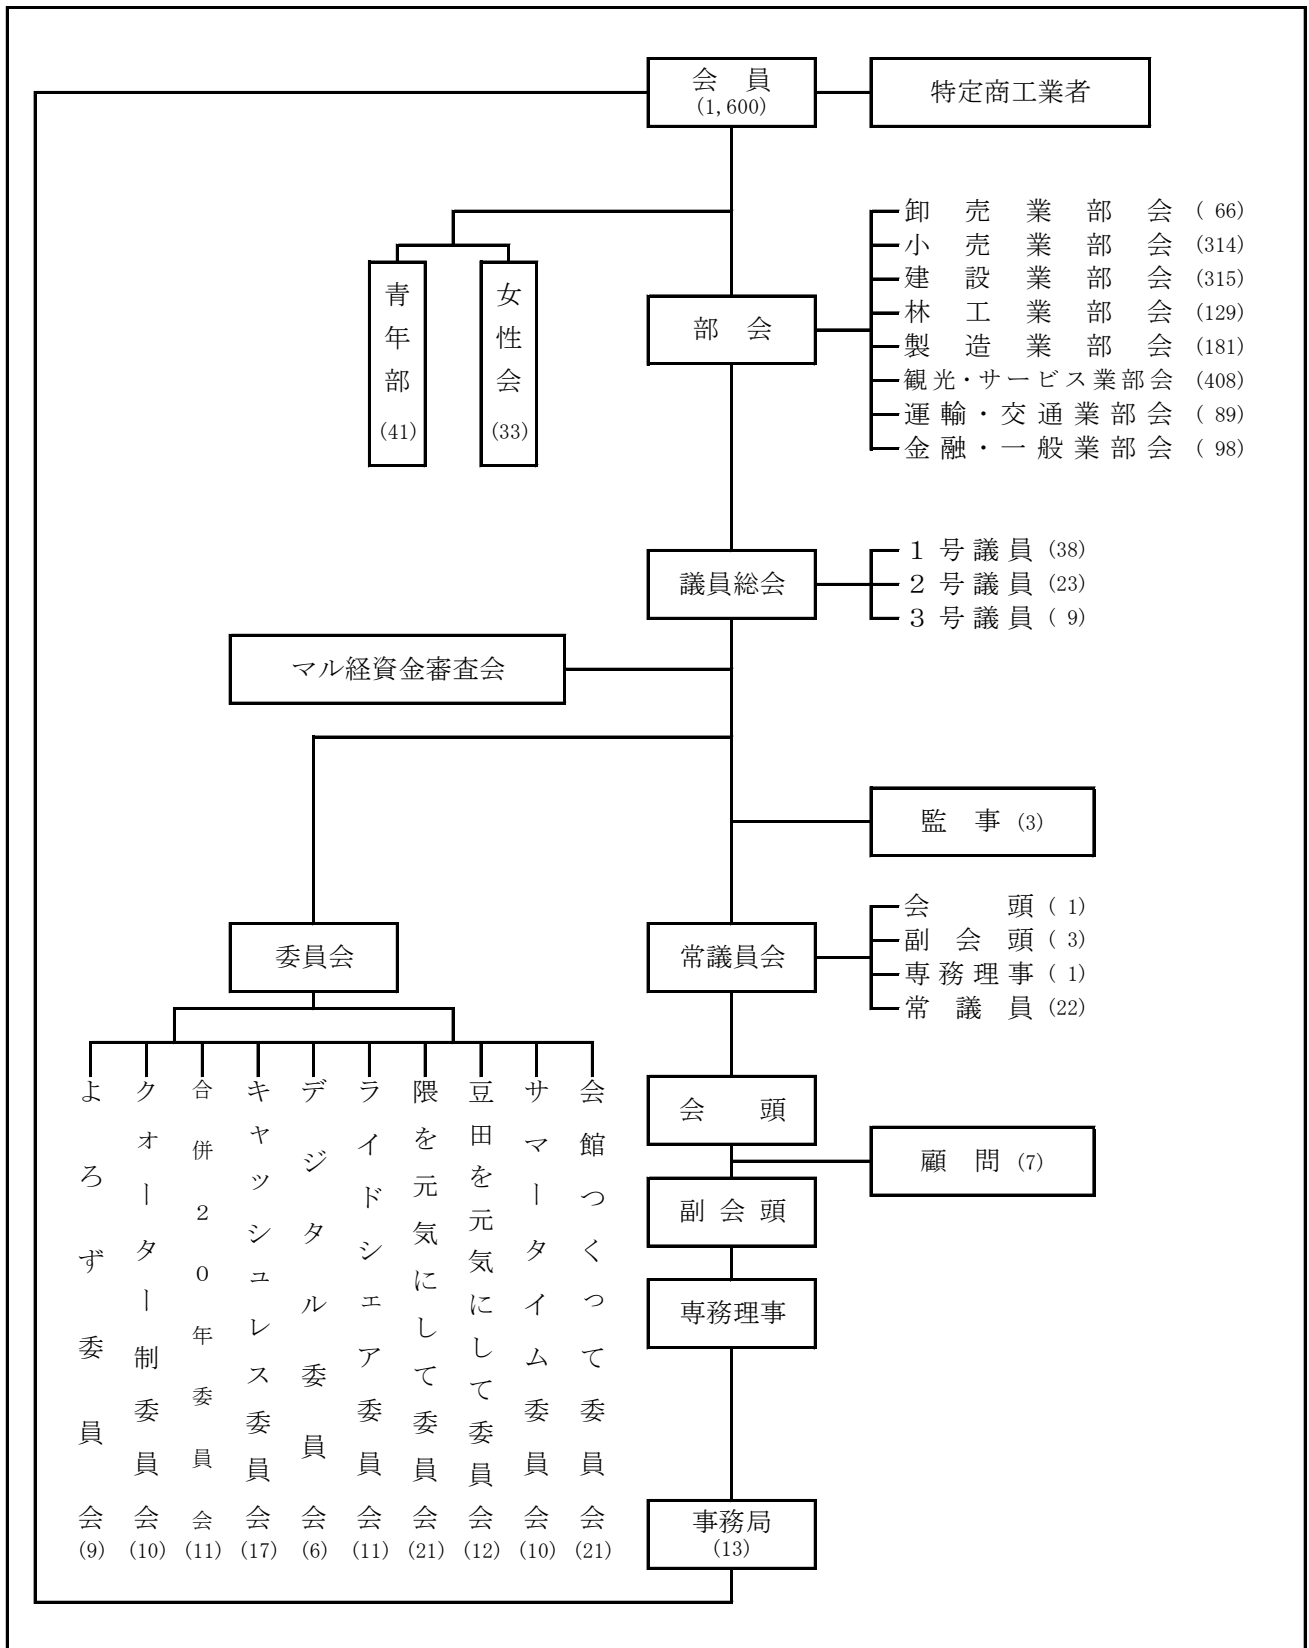 会 員
(1,600)
特定商工業者
卸売業部会 ( 66)
小売業部会 (314)
建設業部会 (315)
林工業部会 (129)
製造業部会 (181)
観光・サービス業部会 (408)
運輸・交通業部会 ( 89)
金融・一般業部会 ( 98)
青年部
(41)
女性会
(33)
部 会
議員総会
1号議員 (38)
2号議員 (23)
3号議員 ( 9)
マル経資金審査会
監 事 (3)
委員会
常議員会
会頭 ( 1)
副会頭 ( 3)
専務理事 ( 1)
常議員 (22)
よろず委員会
(9)
クォーター制委員会
(10)
合併20年委員会
(11)
キャッシュレス委員会
(17)
デジタル委員会
(6)
ライドシェア委員会
(11)
隈を元気にして委員会
(21)
豆田を元気にして委員会
(12)
サマータイム委員会
(10)
会館つくって委員会
(21)
会 頭
顧 問 (7)
副会頭
専務理事
事務局
(13)